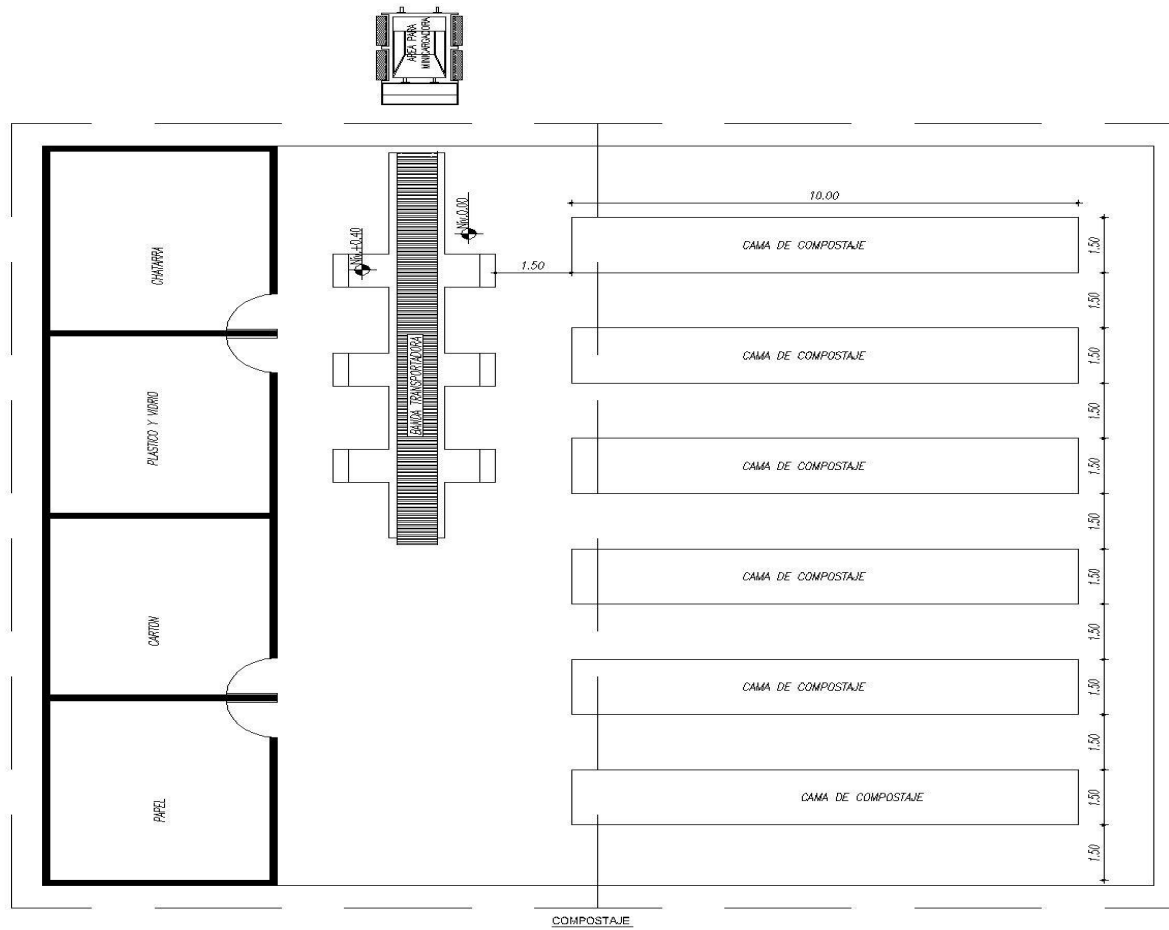 AREA PARA
MINICARGADORA
CHATARRA
PLASTICO Y VIDRIO
CARTON
PAPEL
Niv.+0.40
Niv.0.00
BANDA TRANSPORTADORA
1.50
10.00
CAMA DE COMPOSTAJE
1.50
1.50
CAMA DE COMPOSTAJE
1.50
1.50
CAMA DE COMPOSTAJE
1.50
1.50
CAMA DE COMPOSTAJE
1.50
1.50
CAMA DE COMPOSTAJE
1.50
1.50
CAMA DE COMPOSTAJE
1.50
1.50
COMPOSTAJE